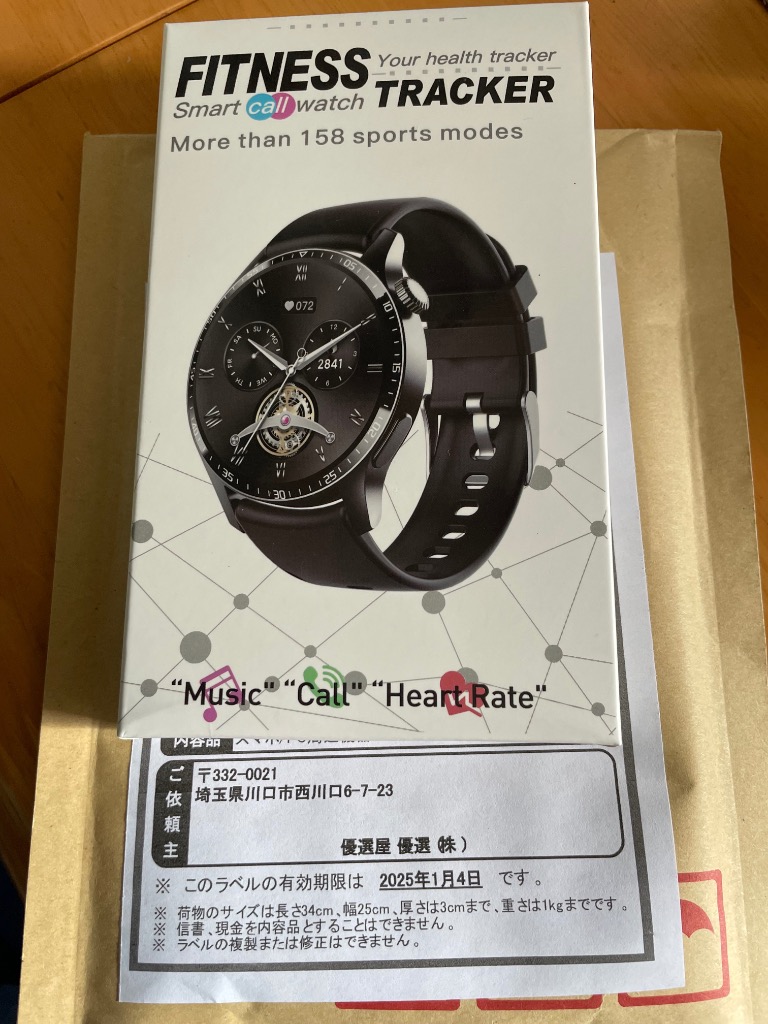 FITNESS Your health tracker
Smart call watch TRACKER
More than 158 sports modes
072
2841
"Music" "Call" "Heart Rate"
内容品
ご依頼主
〒332-0021
埼玉県川口市西川口6-7-23
優選屋 優選(株)
※ このラベルの有効期限は 2025年1月4日 です。
※ 荷物のサイズは長さ34cm、幅25cm、厚さは3cmまで、重さは1kgまでです。
※ 信書、現金を内容品とすることはできません。
※ ラベルの複製または修正はできません。